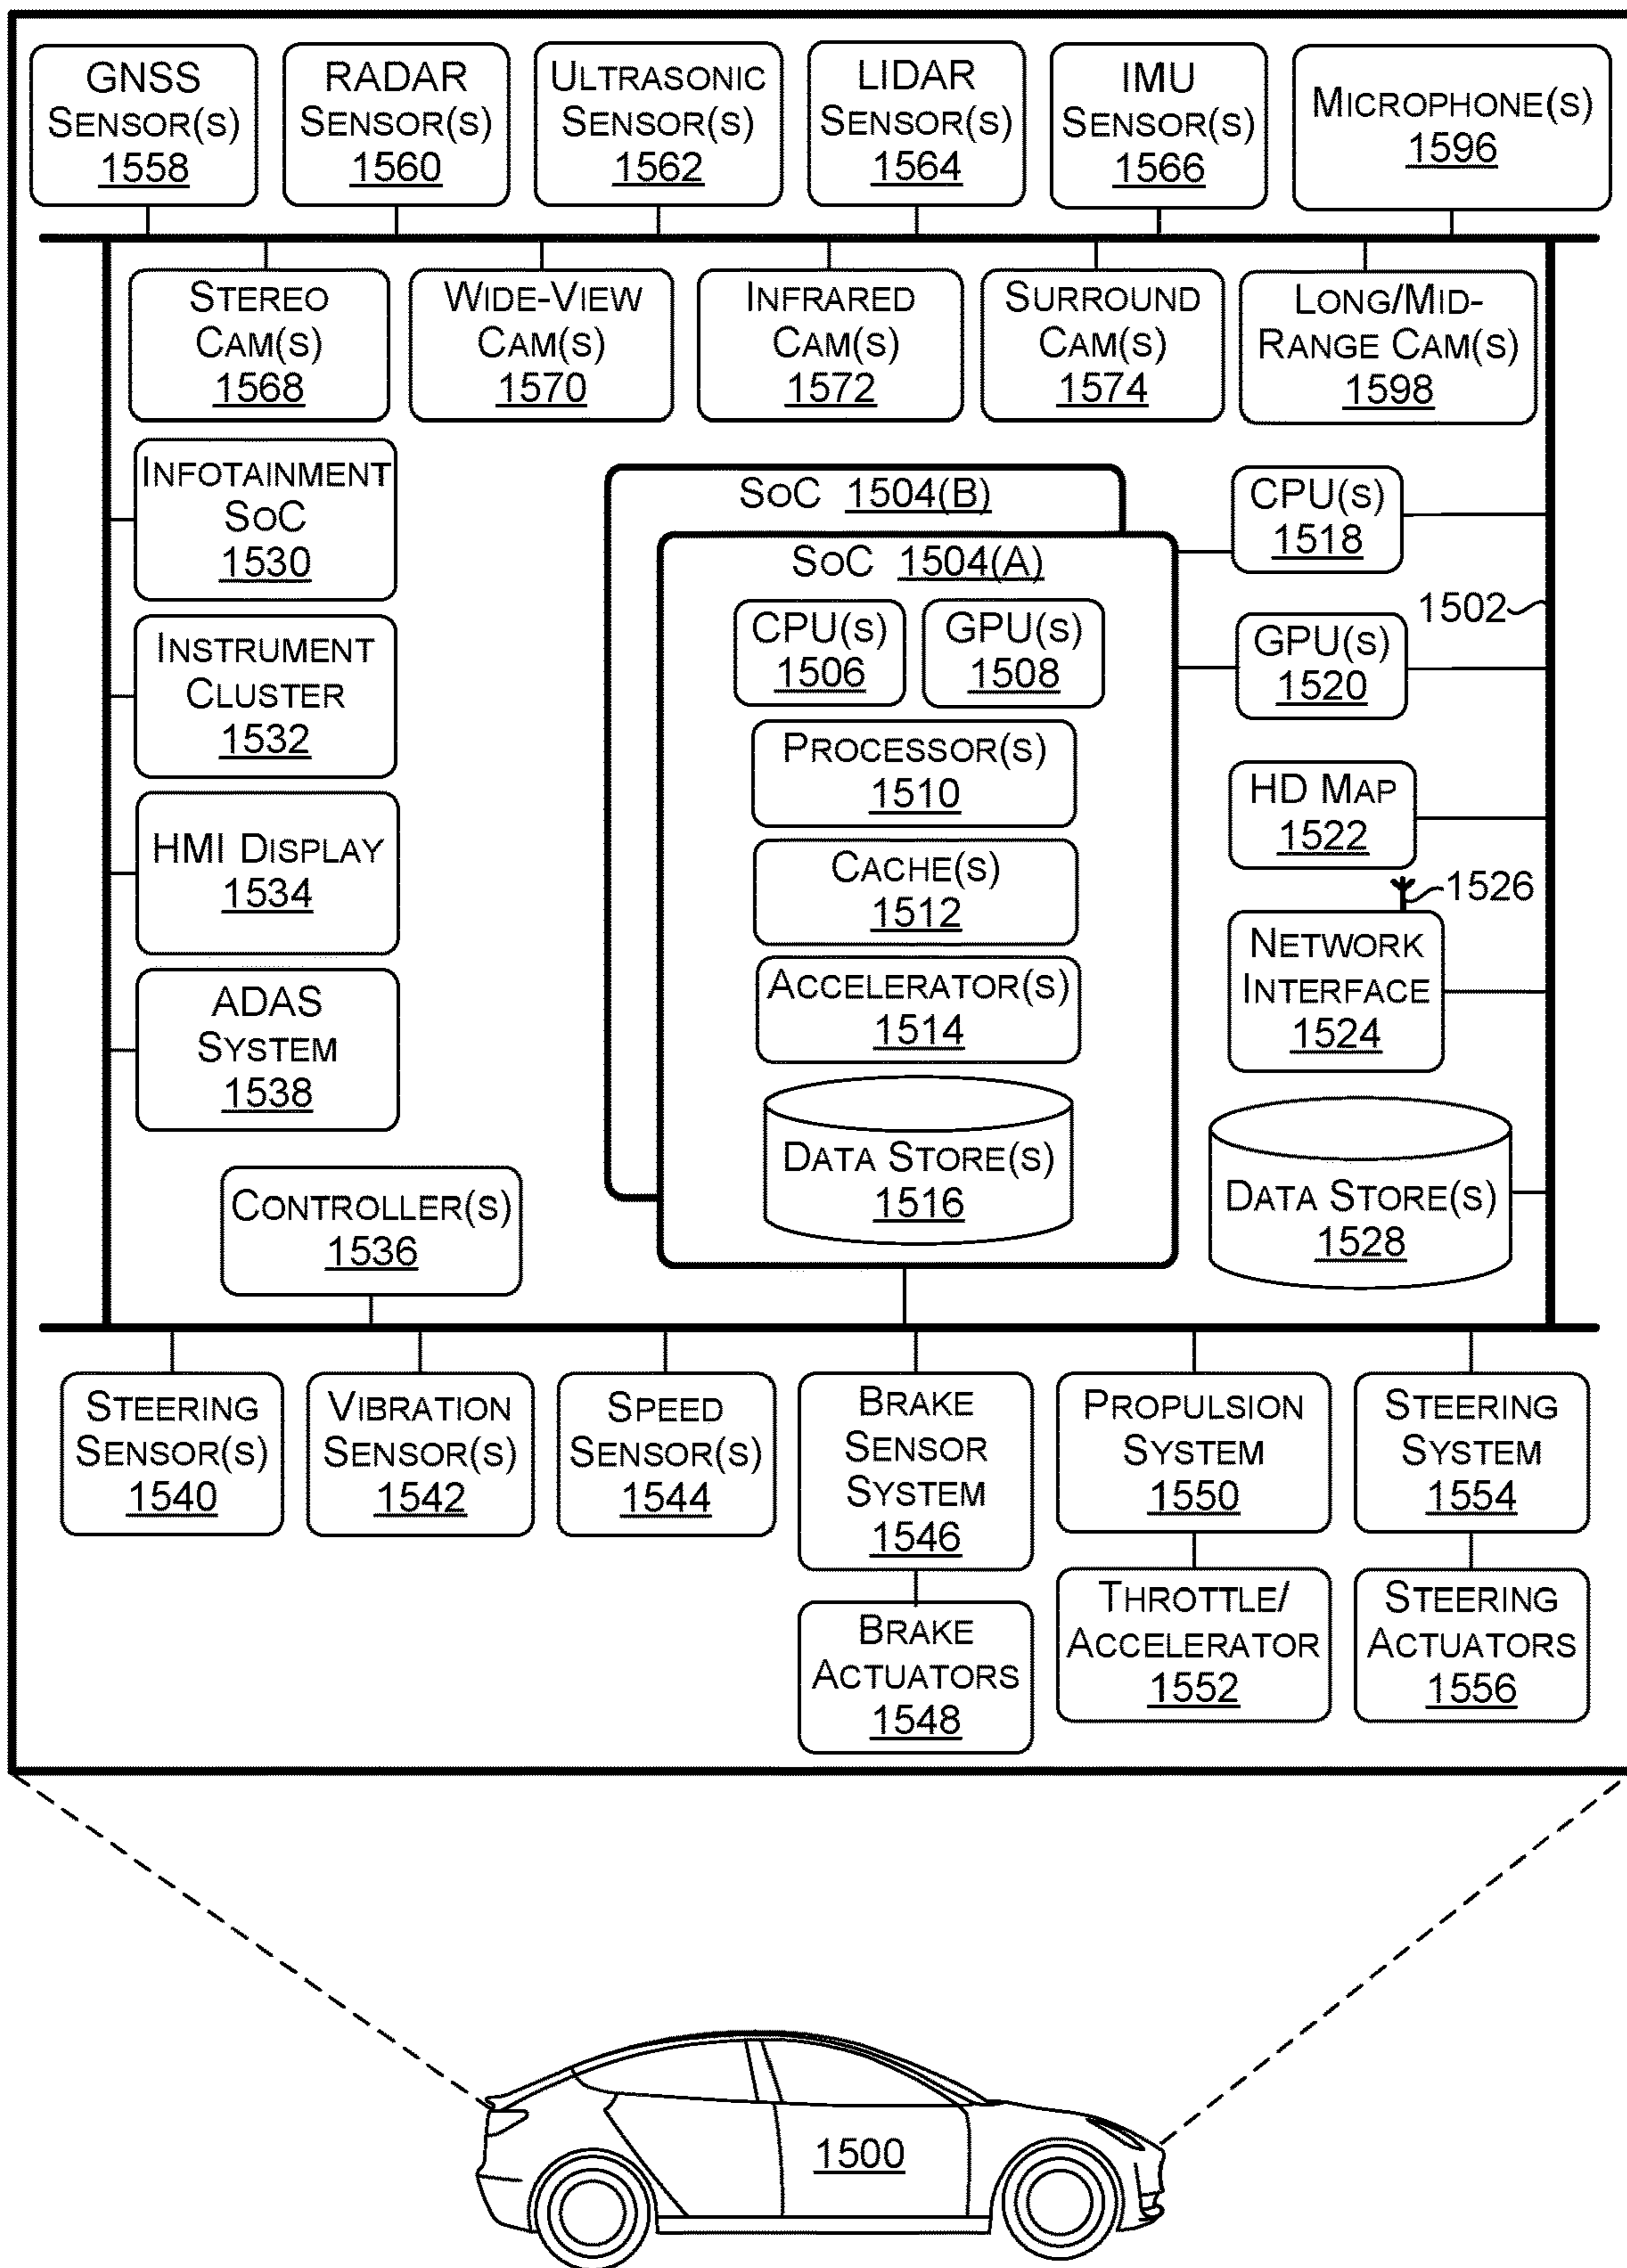 GNSS
SENSOR(S)
1558
RADAR
SENSOR(S)
1560
ULTRASONIC
SENSOR(S)
1562
LIDAR
SENSOR(S)
1564
IMU
SENSOR(S)
1566
MICROPHONE(S)
1596
STEREO
CAM(S)
1568
WIDE-VIEW
CAM(S)
1570
INFRARED
CAM(S)
1572
SURROUND
CAM(S)
1574
LONG/MID-
RANGE CAM(S)
1598
INFOTAINMENT
SOC
1530
INSTRUMENT
CLUSTER
1532
HMI DISPLAY
1534
ADAS
SYSTEM
1538
CONTROLLER(S)
1536
SOC 1504(B)
SOC 1504(A)
CPU(S)
1506
GPU(S)
1508
PROCESSOR(S)
1510
CACHE(S)
1512
ACCELERATOR(S)
1514
DATA STORE(S)
1516
CPU(S)
1518
1502
GPU(S)
1520
HD MAP
1522
1526
NETWORK
INTERFACE
1524
DATA STORE(S)
1528
STEERING
SENSOR(S)
1540
VIBRATION
SENSOR(S)
1542
SPEED
SENSOR(S)
1544
BRAKE
SENSOR
SYSTEM
1546
BRAKE
ACTUATORS
1548
PROPULSION
SYSTEM
1550
THROTTLE/
ACCELERATOR
1552
STEERING
SYSTEM
1554
STEERING
ACTUATORS
1556
1500